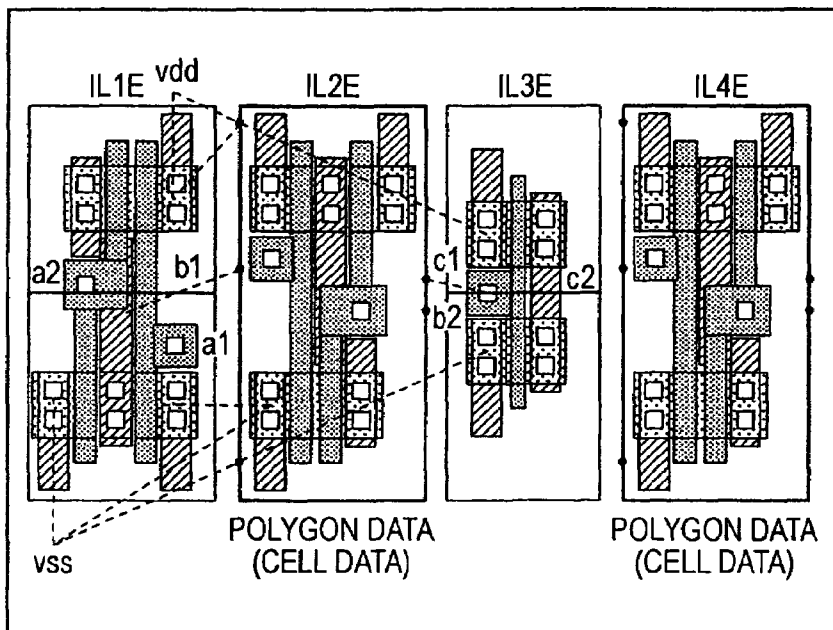 IL1E vdd IL2E IL3E IL4E
a2 b1 c1 c2
b2
a1
POLYGON DATA
(CELL DATA)
POLYGON DATA
(CELL DATA)
vss